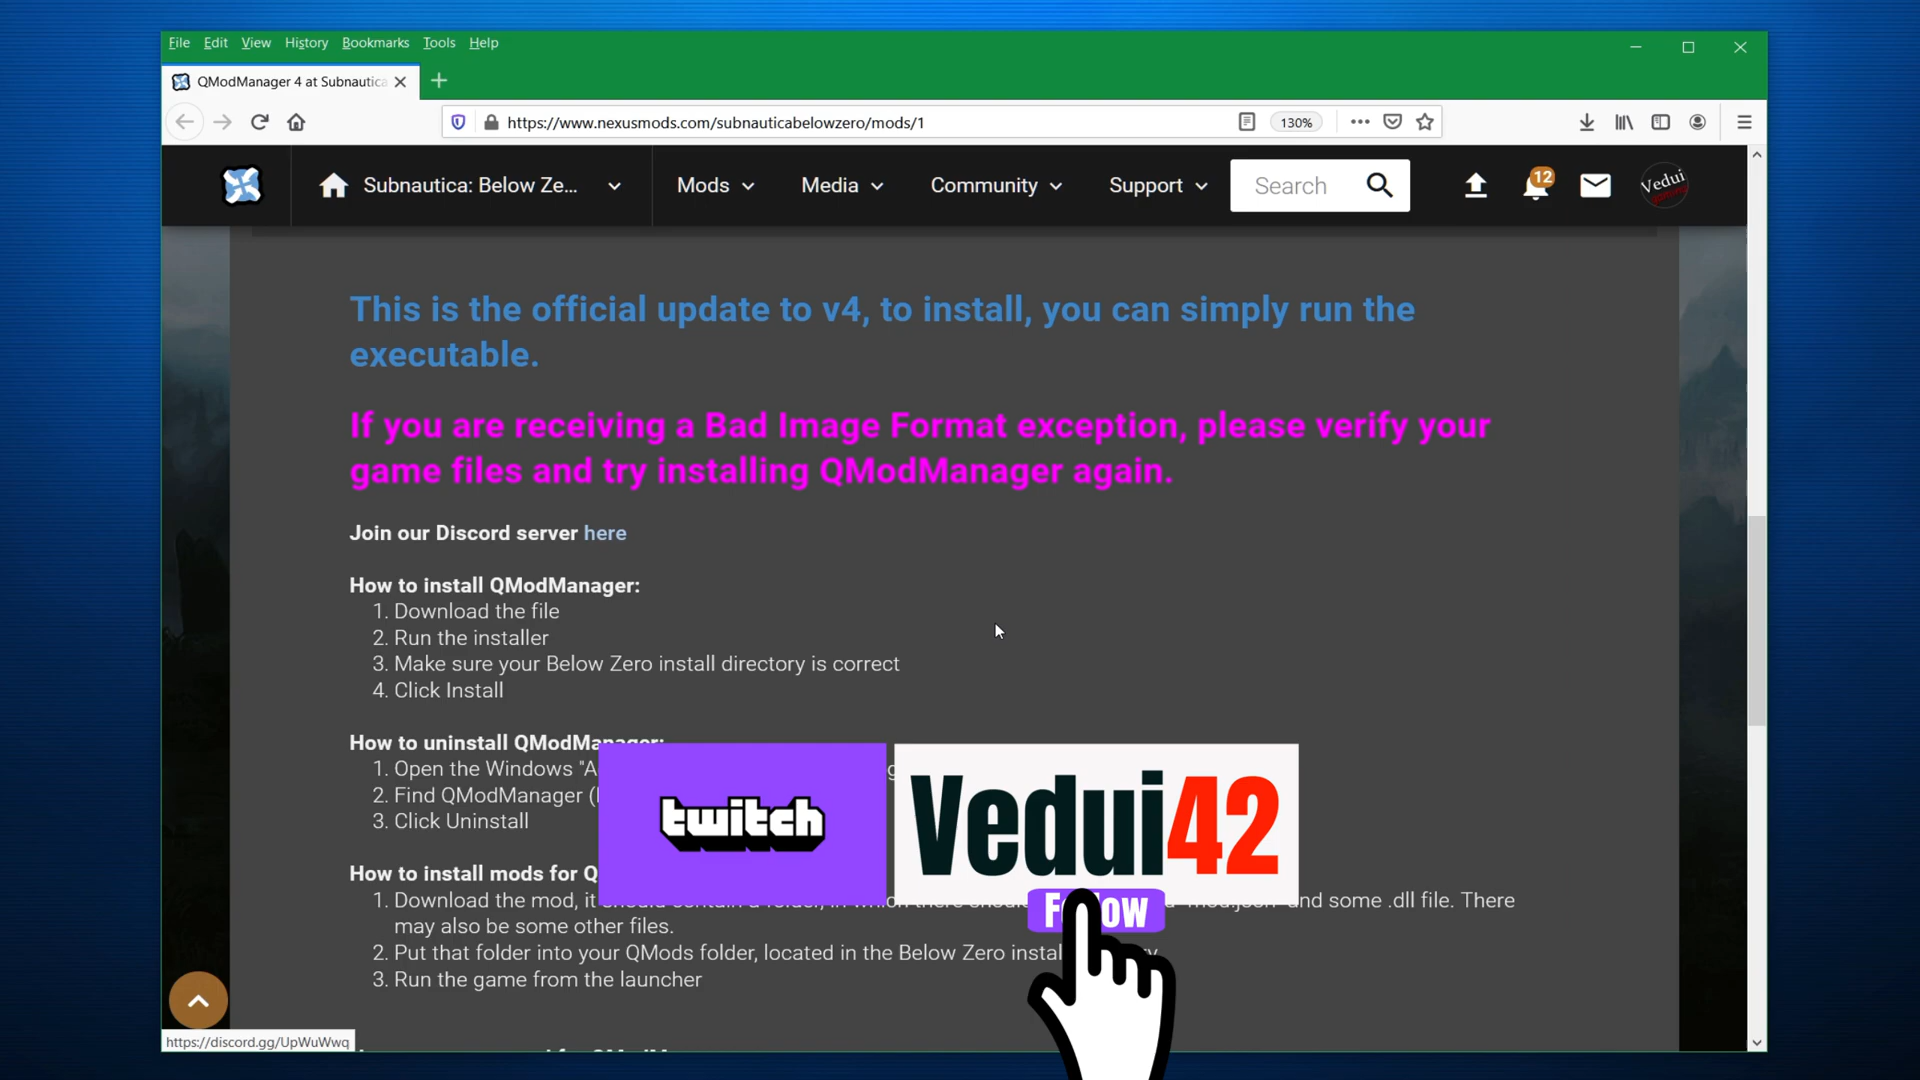 File Edit View History Bookmarks Tools Help
QModManager 4 at Subnautica
https://www.nexusmods.com/subnauticabelowzero/mods/1
130%
Subnautica: Below Ze...
Mods
Media
Community
Support
Search
12
Vedui
This is the official update to v4, to install, you can simply run the
executable.
If you are receiving a Bad Image Format exception, please verify your
game files and try installing QModManager again.
Join our Discord server here
How to install QModManager:
1. Download the file
2. Run the installer
3. Make sure your Below Zero install directory is correct
4. Click Install
How to uninstall QModManager:
1. Open the Windows "A
2. Find QModManager (
3. Click Uninstall
How to install mods for Q
1. Download the mod, it should contain a folder, in which there and some .dll file. There
may also be some other files.
2. Put that folder into your QMods folder, located in the Below Zero instal
3. Run the game from the launcher
twitch
Vedui42
Follow
https://discord.gg/UpWuWwq